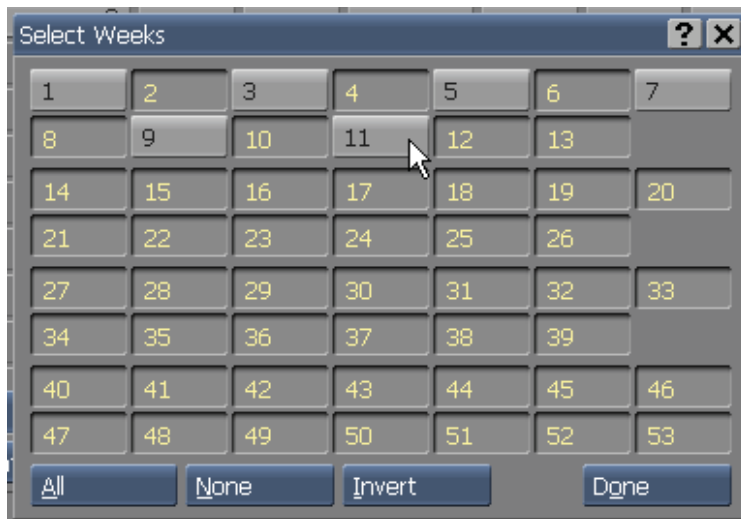 Select Weeks ? X
1 2 3 4 5 6 7
8 9 10 11 12 13
14 15 16 17 18 19 20
21 22 23 24 25 26
27 28 29 30 31 32 33
34 35 36 37 38 39
40 41 42 43 44 45 46
47 48 49 50 51 52 53
All None Invert Done